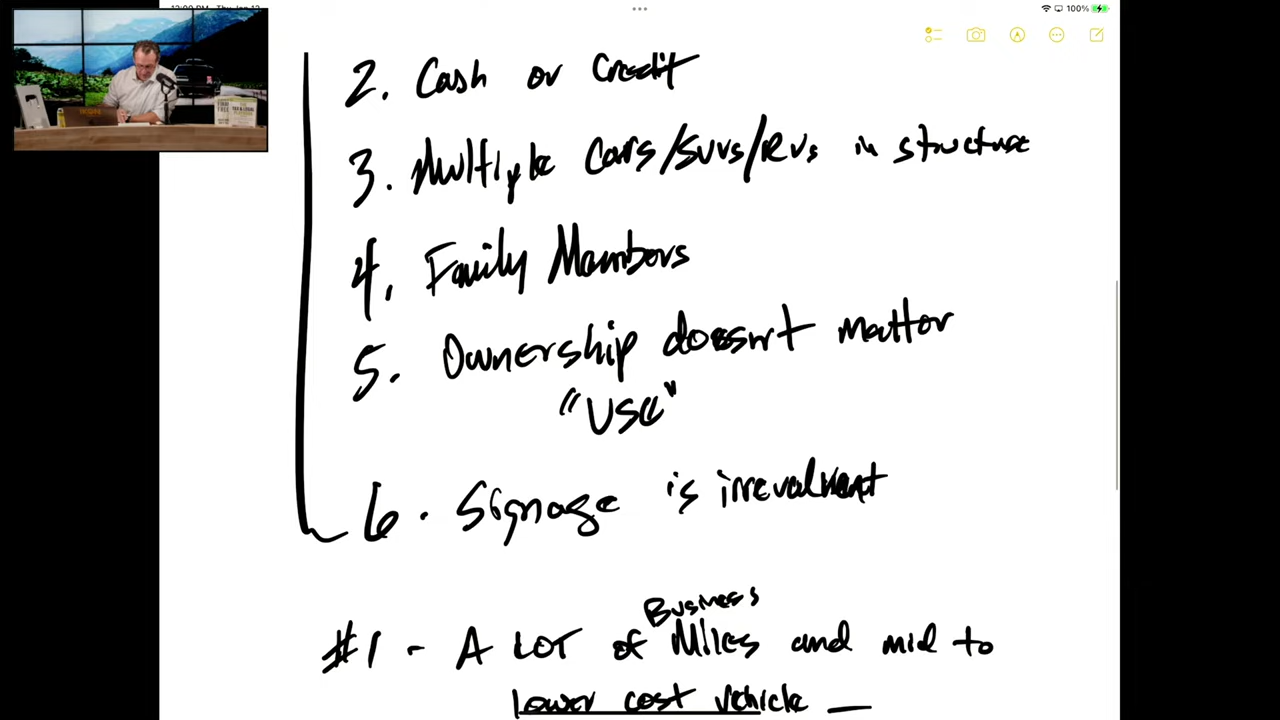 100%
2. Cash or Credit
3. Multiple Cars/SUVs/RVs in structure
4. Family Members
5. Ownership doesn't matter
"USE"
6. Signage is
Business
#1 - A LOT of Miles and mid to
lower cost vehicle —